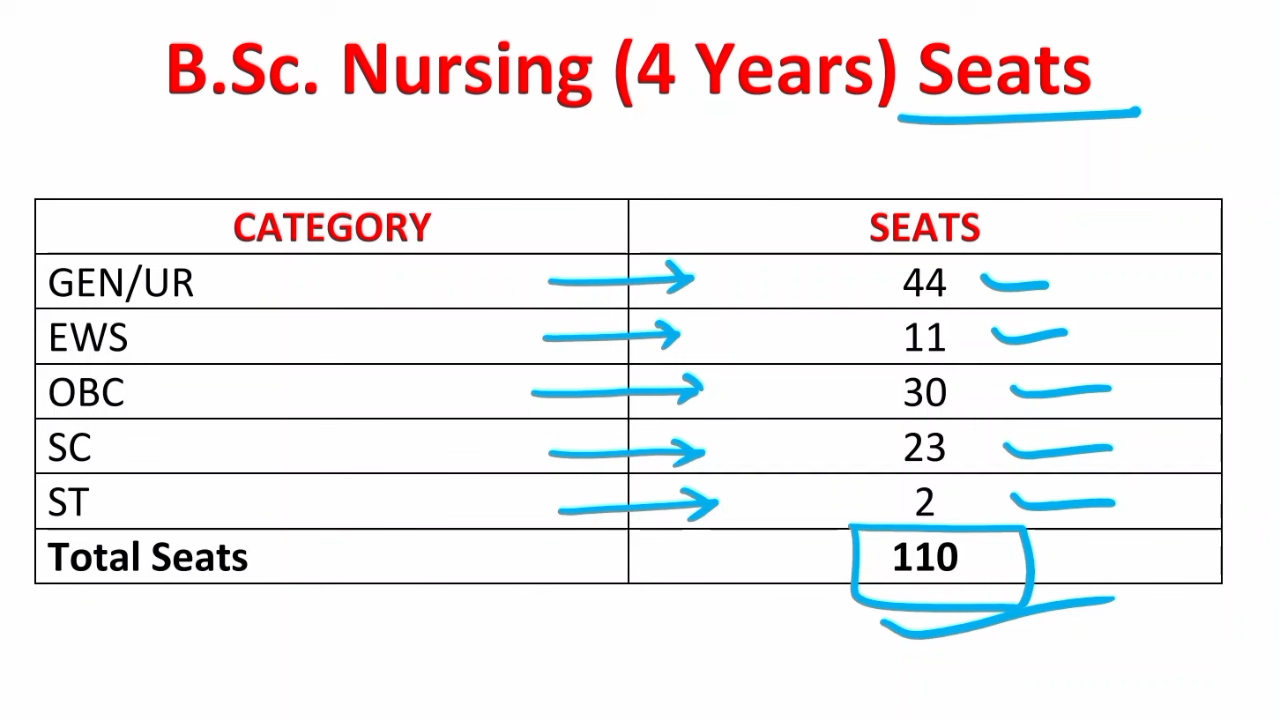 B.Sc. Nursing (4 Years) Seats
CATEGORY SEATS
GEN/UR 44
EWS 11
OBC 30
SC 23
ST 2
Total Seats 110